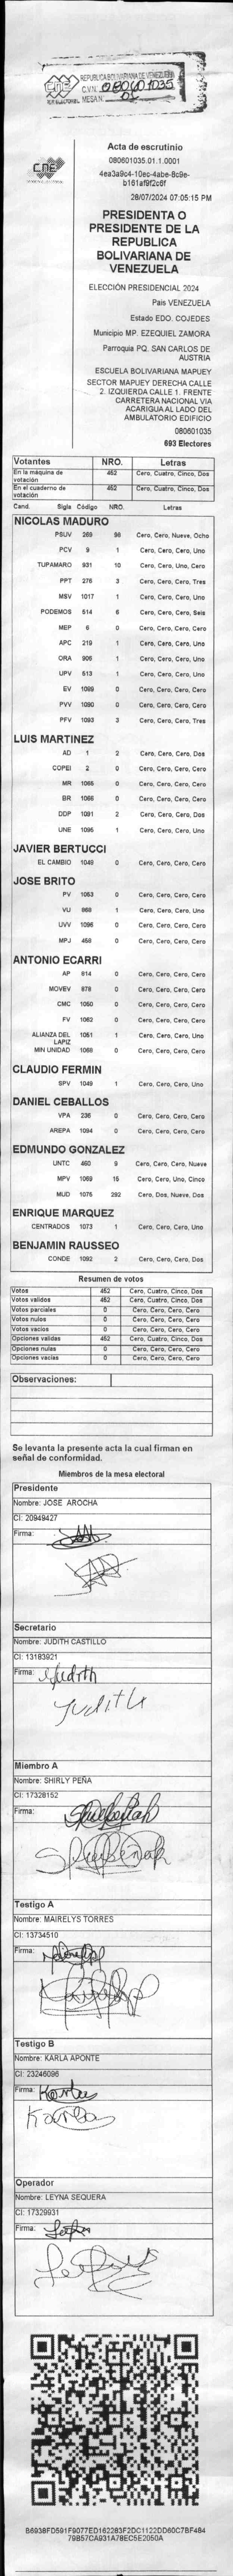 REPUBLICA BOLIVARIANA DE VENEZUELA
CNE
C.V.N. 080601035
PODER ELECTORAL MESA N: 01
Acta de escrutinio
080601035.01.1.0001
CNE
4ea3a9c4-10ec-4abe-8c9e-
b161af9f2c6f
28/07/2024 07:05:15 PM
PRESIDENTA O
PRESIDENTE DE LA
REPUBLICA
BOLIVARIANA DE
VENEZUELA
ELECCIÓN PRESIDENCIAL 2024
Pais VENEZUELA
Estado EDO. COJEDES
Municipio MP. EZEQUIEL ZAMORA
Parroquia PQ. SAN CARLOS DE
AUSTRIA
ESCUELA BOLIVARIANA MAPUEY
SECTOR MAPUEY DERECHA CALLE
2. IZQUIERDA CALLE 1. FRENTE
CARRETERA NACIONAL VIA
ACARIGUA AL LADO DEL
AMBULATORIO EDIFICIO
080601035
693 Electores
Votantes NRO. Letras
En la máquina de votación 452 Cero, Cuatro, Cinco, Dos
En el cuaderno de votación 452 Cero, Cuatro, Cinco, Dos
Cand. Sigla Código NRO. Letras
NICOLAS MADURO
PSUV 269 98 Cero, Cero, Nueve, Ocho
PCV 9 1 Cero, Cero, Cero, Uno
TUPAMARO 931 10 Cero, Cero, Uno, Cero
PPT 276 3 Cero, Cero, Cero, Tres
MSV 1017 1 Cero, Cero, Cero, Uno
PODEMOS 514 6 Cero, Cero, Cero, Seis
MEP 6 0 Cero, Cero, Cero, Cero
APC 219 1 Cero, Cero, Cero, Uno
ORA 906 1 Cero, Cero, Cero, Uno
UPV 513 1 Cero, Cero, Cero, Uno
EV 1089 0 Cero, Cero, Cero, Cero
PVV 1090 0 Cero, Cero, Cero, Cero
PFV 1093 3 Cero, Cero, Cero, Tres
LUIS MARTINEZ
AD 1 2 Cero, Cero, Cero, Dos
COPEI 2 0 Cero, Cero, Cero, Cero
MR 1065 0 Cero, Cero, Cero, Cero
BR 1066 0 Cero, Cero, Cero, Cero
DDP 1091 2 Cero, Cero, Cero, Dos
UNE 1096 1 Cero, Cero, Cero, Uno
JAVIER BERTUCCI
EL CAMBIO 1048 0 Cero, Cero, Cero, Cero
JOSE BRITO
PV 1053 0 Cero, Cero, Cero, Cero
VU 868 1 Cero, Cero, Cero, Uno
UVV 1095 0 Cero, Cero, Cero, Cero
MPJ 458 0 Cero, Cero, Cero, Cero
ANTONIO ECARRI
AP 814 0 Cero, Cero, Cero, Cero
MOVEV 878 0 Cero, Cero, Cero, Cero
CMC 1050 0 Cero, Cero, Cero, Cero
FV 1062 0 Cero, Cero, Cero, Cero
ALIANZA DEL LAPIZ 1051 1 Cero, Cero, Cero, Uno
MIN UNIDAD 1068 0 Cero, Cero, Cero, Cero
CLAUDIO FERMIN
SPV 1049 1 Cero, Cero, Cero, Uno
DANIEL CEBALLOS
VPA 236 0 Cero, Cero, Cero, Cero
AREPA 1094 0 Cero, Cero, Cero, Cero
EDMUNDO GONZALEZ
UNTC 460 9 Cero, Cero, Cero, Nueve
MPV 1069 15 Cero, Cero, Uno, Cinco
MUD 1075 292 Cero, Dos, Nueve, Dos
ENRIQUE MARQUEZ
CENTRADOS 1073 1 Cero, Cero, Cero, Uno
BENJAMIN RAUSSEO
CONDE 1092 2 Cero, Cero, Cero, Dos
Resumen de votos
Votos 452 Cero, Cuatro, Cinco, Dos
Votos validos 452 Cero, Cuatro, Cinco, Dos
Votos parciales 0 Cero, Cero, Cero, Cero
Votos nulos 0 Cero, Cero, Cero, Cero
Votos vacios 0 Cero, Cero, Cero, Cero
Opciones validas 452 Cero, Cuatro, Cinco, Dos
Opciones nulas 0 Cero, Cero, Cero, Cero
Opciones vacias 0 Cero, Cero, Cero, Cero
Observaciones:
Se levanta la presente acta la cual firman en
señal de conformidad.
Miembros de la mesa electoral
Presidente
Nombre: JOSE AROCHA
CI: 20949427
Firma:
Secretario
Nombre: JUDITH CASTILLO
CI: 13183921
Firma: Judith
Judith
Miembro A
Nombre: SHIRLY PEÑA
CI: 17328152
Firma:
Testigo A
Nombre: MAIRELYS TORRES
CI: 13734510
Firma:
Testigo B
Nombre: KARLA APONTE
CI: 23246096
Firma: Karla
Karla
Operador
Nombre: LEYNA SEQUERA
CI: 17329931
Firma:
B6938FD591F9077ED162283F2DC1122DD60C7BF484
79B57CA931A78EC5E2050A